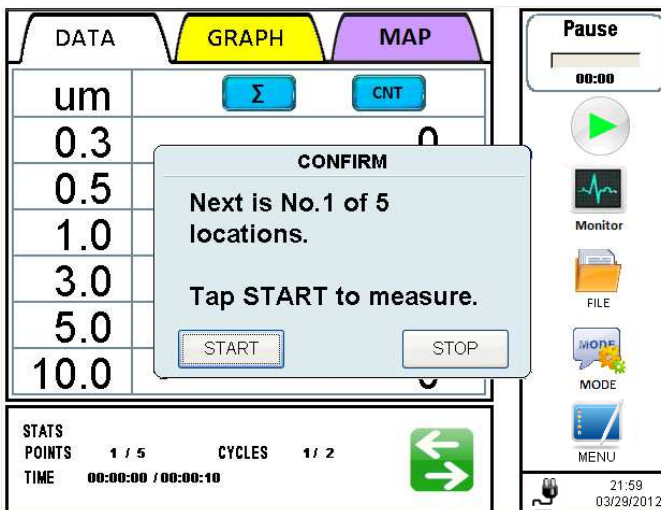 DATA
GRAPH
MAP
um
Σ
CNT
0.3
0
0.5
1.0
3.0
5.0
10.0
0
CONFIRM
Next is No.1 of 5
locations.
Tap START to measure.
START
STOP
STATS
POINTS 1 / 5 CYCLES 1 / 2
TIME 00:00:00 / 00:00:10
Pause
00:00
Monitor
FILE
MODE
MODE
MENU
21:59
03/29/2012